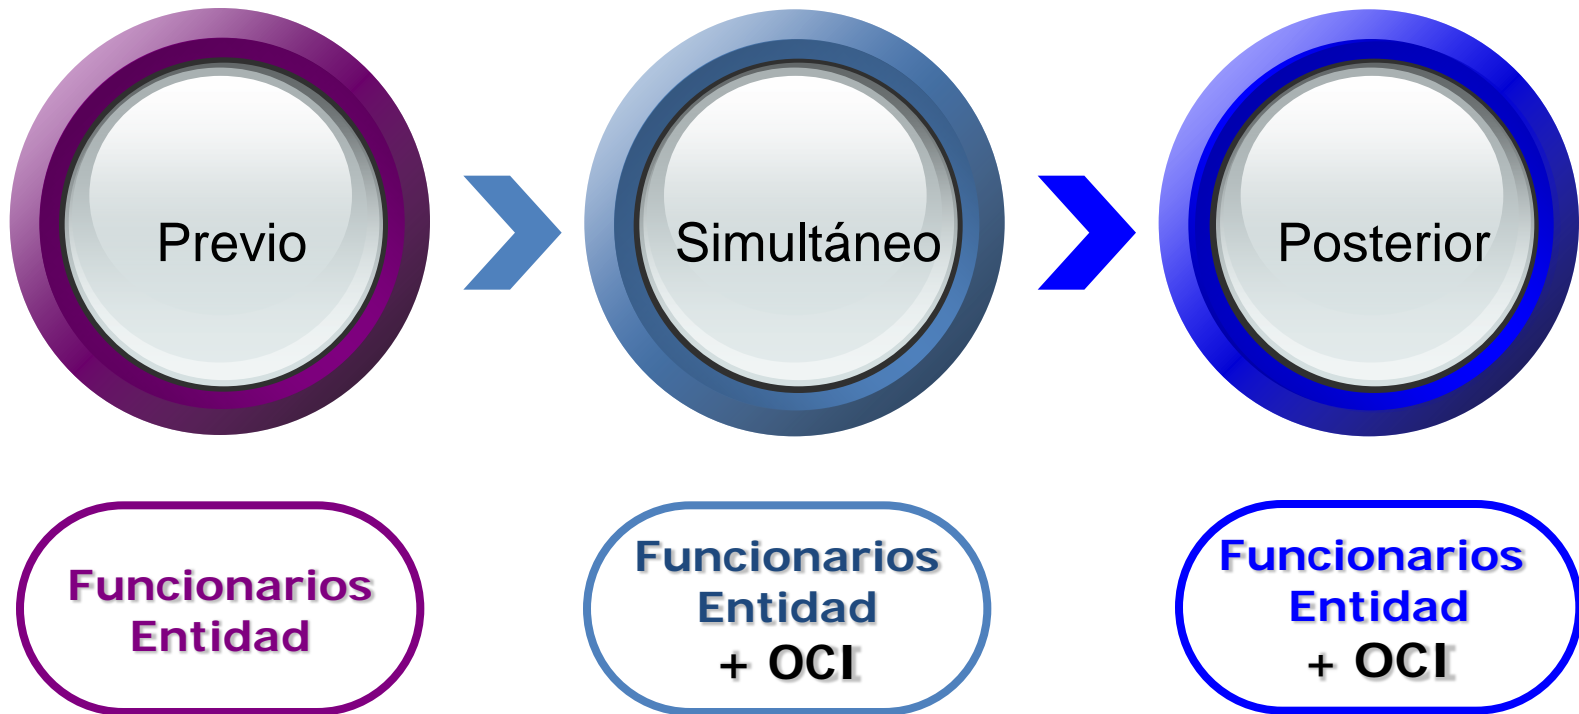 Previo
Simultáneo
Posterior
Funcionarios
Entidad
Funcionarios
Entidad
+ OCI
Funcionarios
Entidad
+ OCI